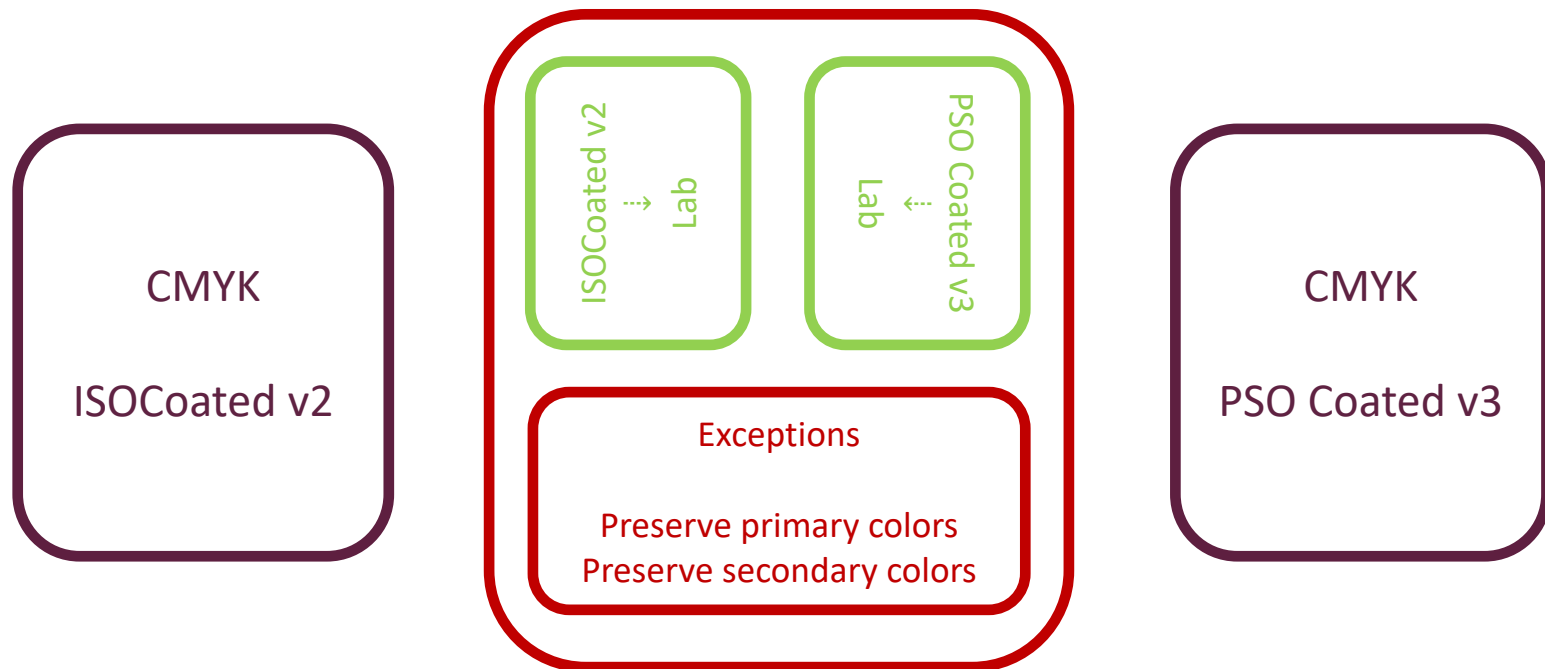 CMYK
ISOCoated v2
ISOCoated v2
⇢
Lab
PSO Coated v3
⇢
Lab
Exceptions
Preserve primary colors
Preserve secondary colors
CMYK
PSO Coated v3